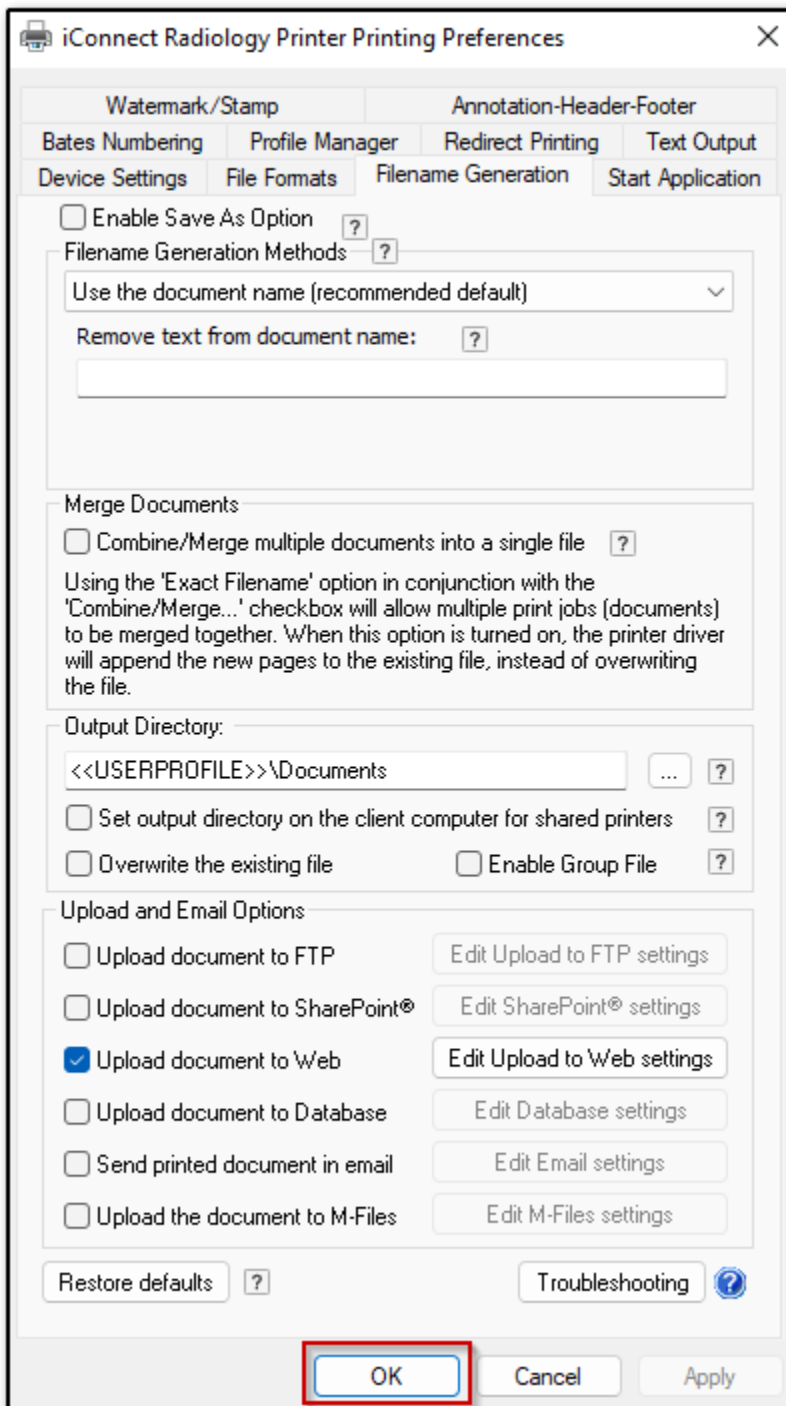 iConnect Radiology Printer Printing Preferences
Watermark/Stamp Annotation-Header-Footer
Bates Numbering Profile Manager Redirect Printing Text Output
Device Settings File Formats Filename Generation Start Application
Enable Save As Option ?
Filename Generation Methods ?
Use the document name (recommended default)
Remove text from document name: ?
Merge Documents
Combine/Merge multiple documents into a single file ?
Using the 'Exact Filename' option in conjunction with the
'Combine/Merge...' checkbox will allow multiple print jobs (documents)
to be merged together. When this option is turned on, the printer driver
will append the new pages to the existing file, instead of overwriting
the file.
Output Directory:
<<USERPROFILE>>\Documents ... ?
Set output directory on the client computer for shared printers ?
Overwrite the existing file Enable Group File ?
Upload and Email Options
Upload document to FTP Edit Upload to FTP settings
Upload document to SharePoint® Edit SharePoint® settings
Upload document to Web Edit Upload to Web settings
Upload document to Database Edit Database settings
Send printed document in email Edit Email settings
Upload the document to M-Files Edit M-Files settings
Restore defaults ? Troubleshooting ?
OK Cancel Apply